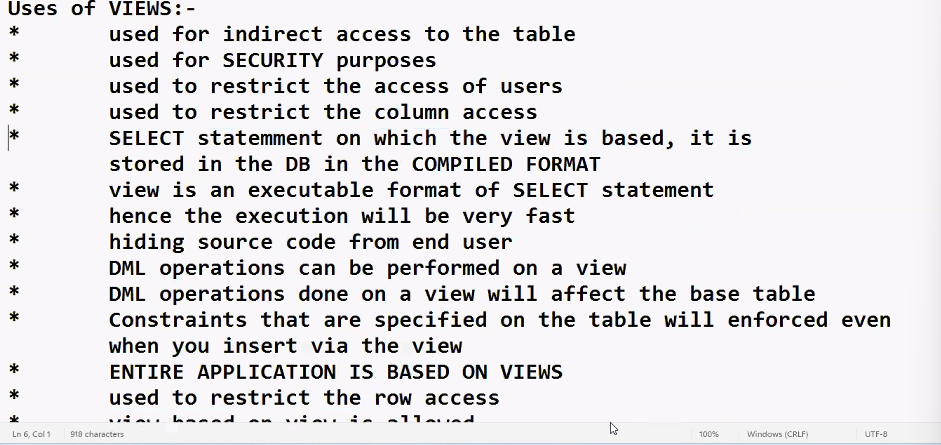 Uses of VIEWS:-
* used for indirect access to the table
* used for SECURITY purposes
* used to restrict the access of users
* used to restrict the column access
* SELECT statemment on which the view is based, it is
stored in the DB in the COMPILED FORMAT
* view is an executable format of SELECT statement
* hence the execution will be very fast
* hiding source code from end user
* DML operations can be performed on a view
* DML operations done on a view will affect the base table
* Constraints that are specified on the table will enforced even
when you insert via the view
* ENTIRE APPLICATION IS BASED ON VIEWS
* used to restrict the row access
* view based on view is allowed
Ln 6, Col 1 918 characters 100% Windows (CRLF) UTF-8